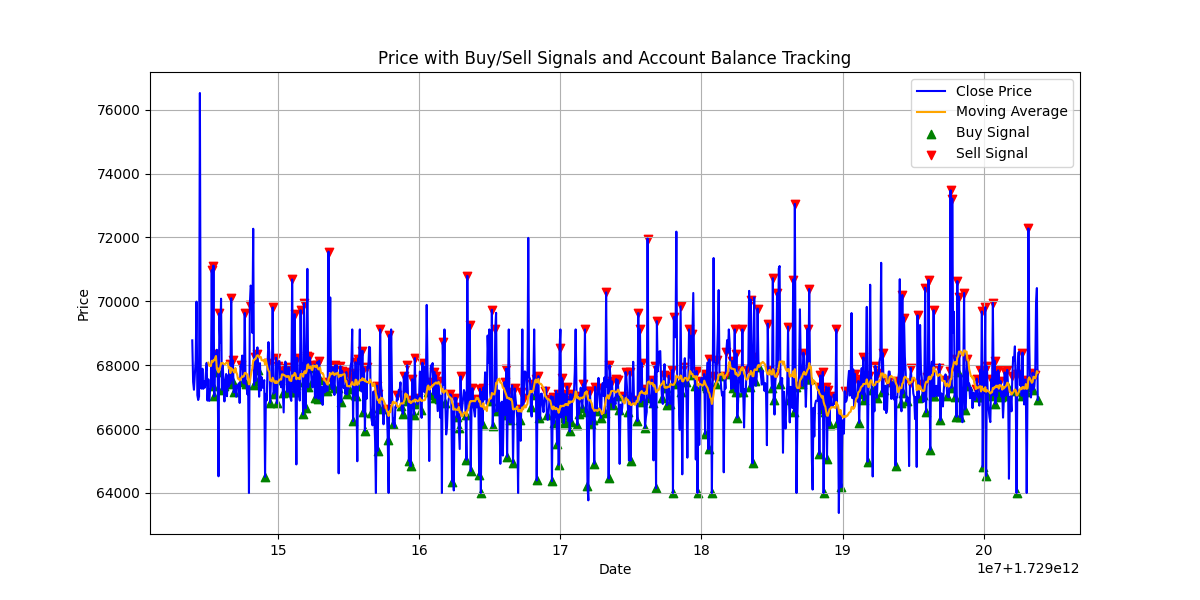 Price with Buy/Sell Signals and Account Balance Tracking
Close Price
Moving Average
Buy Signal
Sell Signal
76000
74000
72000
70000
68000
66000
64000
Price
15
16
17
18
19
20
Date
1e7+1.729e12